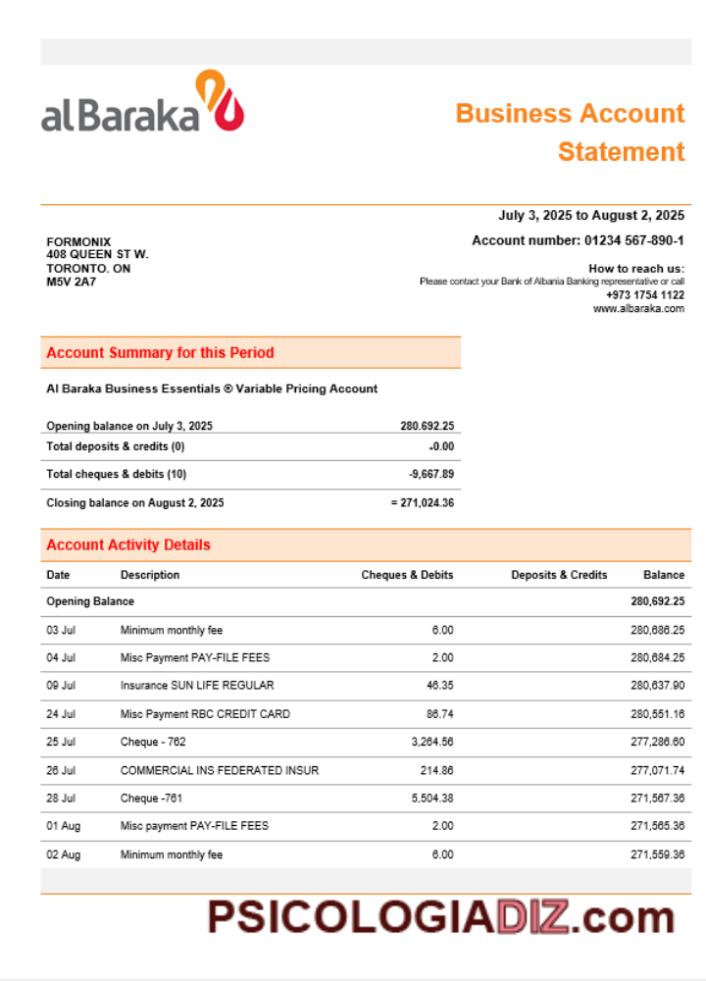 al Baraka
Business Account
Statement
July 3, 2025 to August 2, 2025
Account number: 01234 567-890-1
FORMONIX
408 QUEEN ST W.
TORONTO. ON
M5V 2A7
How to reach us:
Please contact your Bank of Albania Banking representative or call
+973 1754 1122
www.albaraka.com
Account Summary for this Period
Al Baraka Business Essentials ® Variable Pricing Account
Opening balance on July 3, 2025 280.692.25
Total deposits & credits (0) -0.00
Total cheques & debits (10) -9,667.89
Closing balance on August 2, 2025 = 271,024.36
Account Activity Details
Date Description Cheques & Debits Deposits & Credits Balance
Opening Balance 280,692.25
03 Jul Minimum monthly fee 6.00 280,686.25
04 Jul Misc Payment PAY-FILE FEES 2.00 280,684.25
09 Jul Insurance SUN LIFE REGULAR 46.35 280,637.90
24 Jul Misc Payment RBC CREDIT CARD 86.74 280,551.16
25 Jul Cheque - 762 3,264.56 277,286.60
26 Jul COMMERCIAL INS FEDERATED INSUR 214.86 277,071.74
28 Jul Cheque -761 5,504.38 271,567.36
01 Aug Misc payment PAY-FILE FEES 2.00 271,565.36
02 Aug Minimum monthly fee 6.00 271,559.36
PSICOLOGIADIZ.com